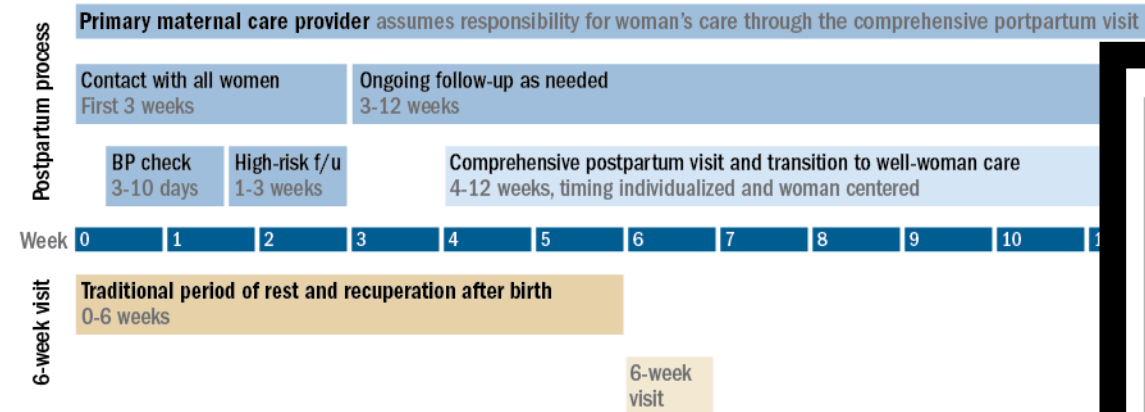 Postpartum process
Primary maternal care provider assumes responsibility for woman's care through the comprehensive portpartum visit
Contact with all women
First 3 weeks
Ongoing follow-up as needed
3-12 weeks
BP check
3-10 days
High-risk f/u
1-3 weeks
Comprehensive postpartum visit and transition to well-woman care
4-12 weeks, timing individualized and woman centered
Week 0 1 2 3 4 5 6 7 8 9 10
6-week visit
Traditional period of rest and recuperation after birth
0-6 weeks
6-week
visit